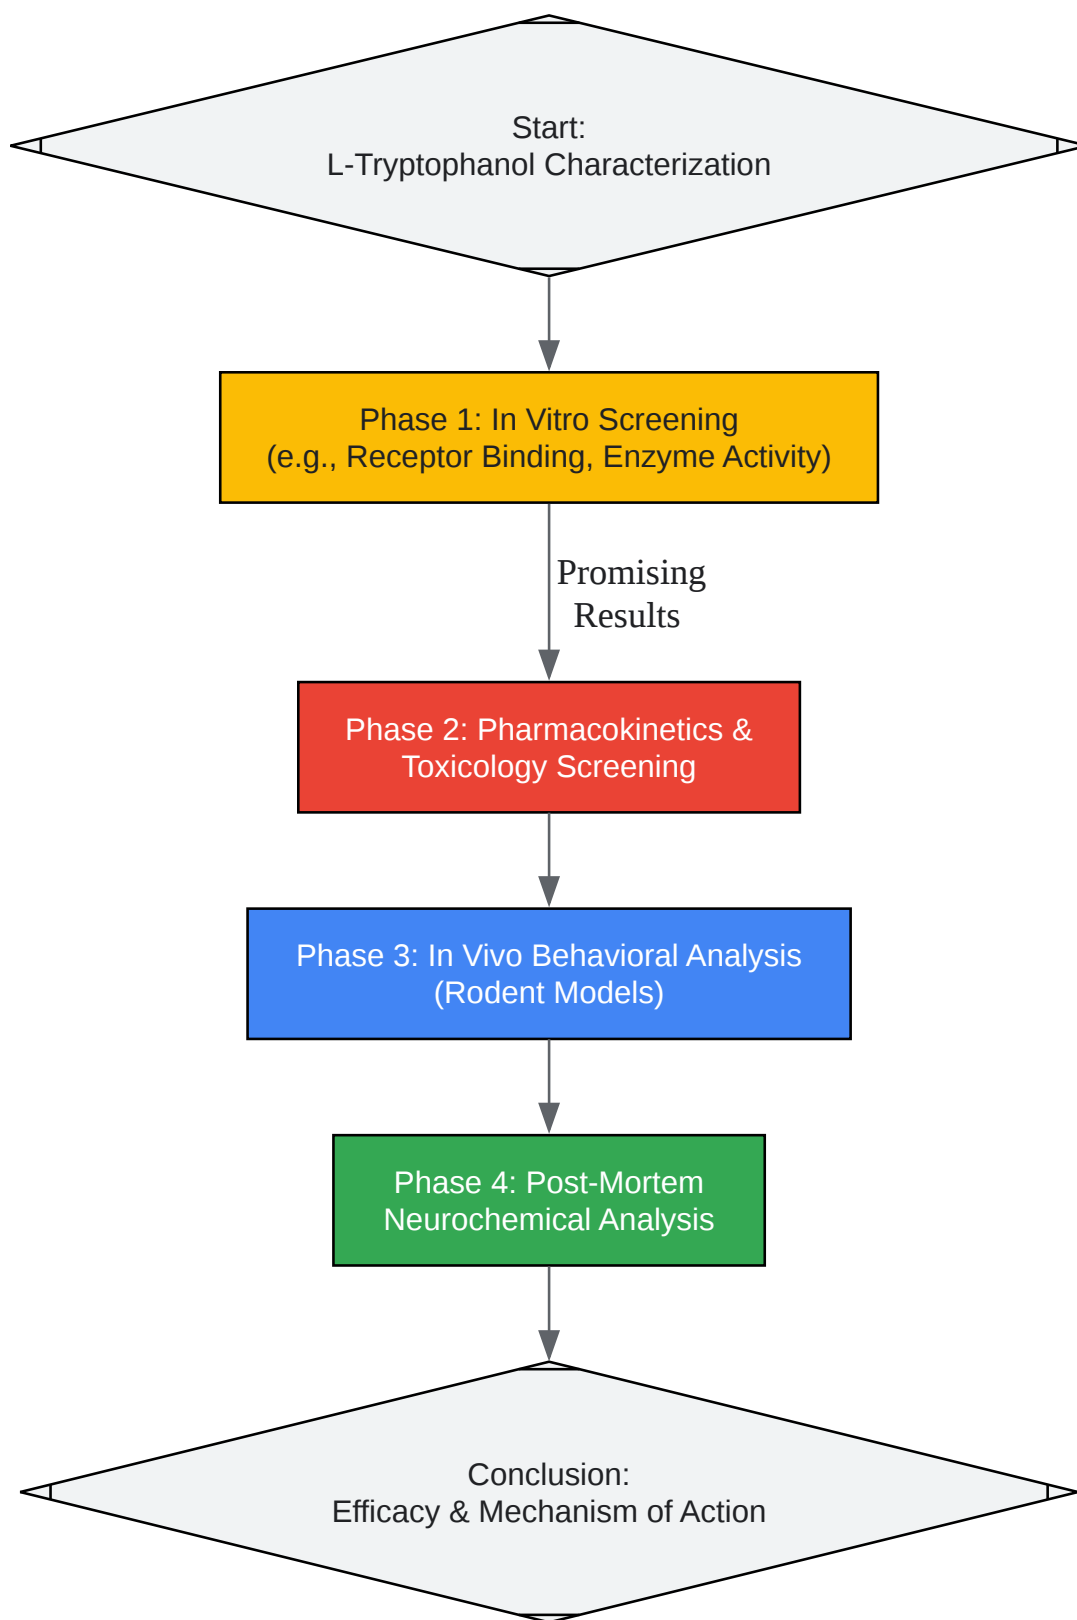 Start:
L-Tryptophanol Characterization
Phase 1: In Vitro Screening
(e.g., Receptor Binding, Enzyme Activity)
Promising
Results
Phase 2: Pharmacokinetics &
Toxicology Screening
Phase 3: In Vivo Behavioral Analysis
(Rodent Models)
Phase 4: Post-Mortem
Neurochemical Analysis
Conclusion:
Efficacy & Mechanism of Action